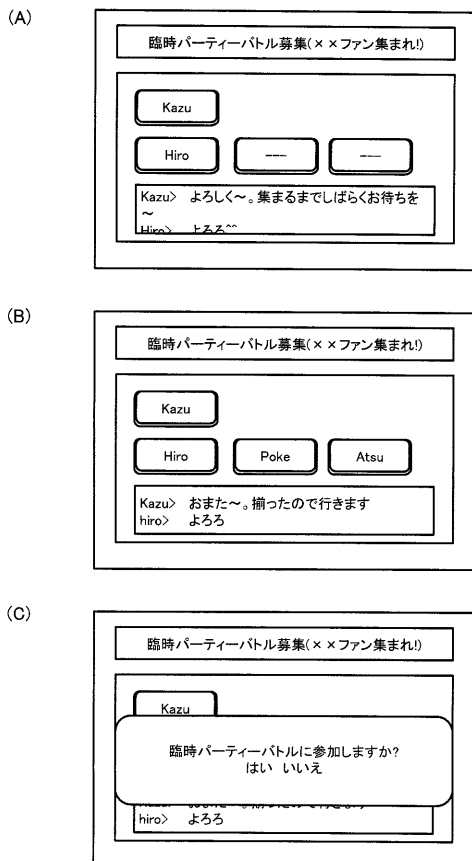 (A)
臨時パーティーバトル募集(××ファン集まれ!)
Kazu
Hiro --- ---
Kazu> よろしく～。集まるまでしばらくお待ちを
～
Hiro> よろろ^^
(B)
臨時パーティーバトル募集(××ファン集まれ!)
Kazu
Hiro Poke Atsu
Kazu> おまた～。揃ったので行きます
hiro> よろろ
(C)
臨時パーティーバトル募集(××ファン集まれ!)
Kazu
臨時パーティーバトルに参加しますか?
はい いいえ
hiro> よろろ